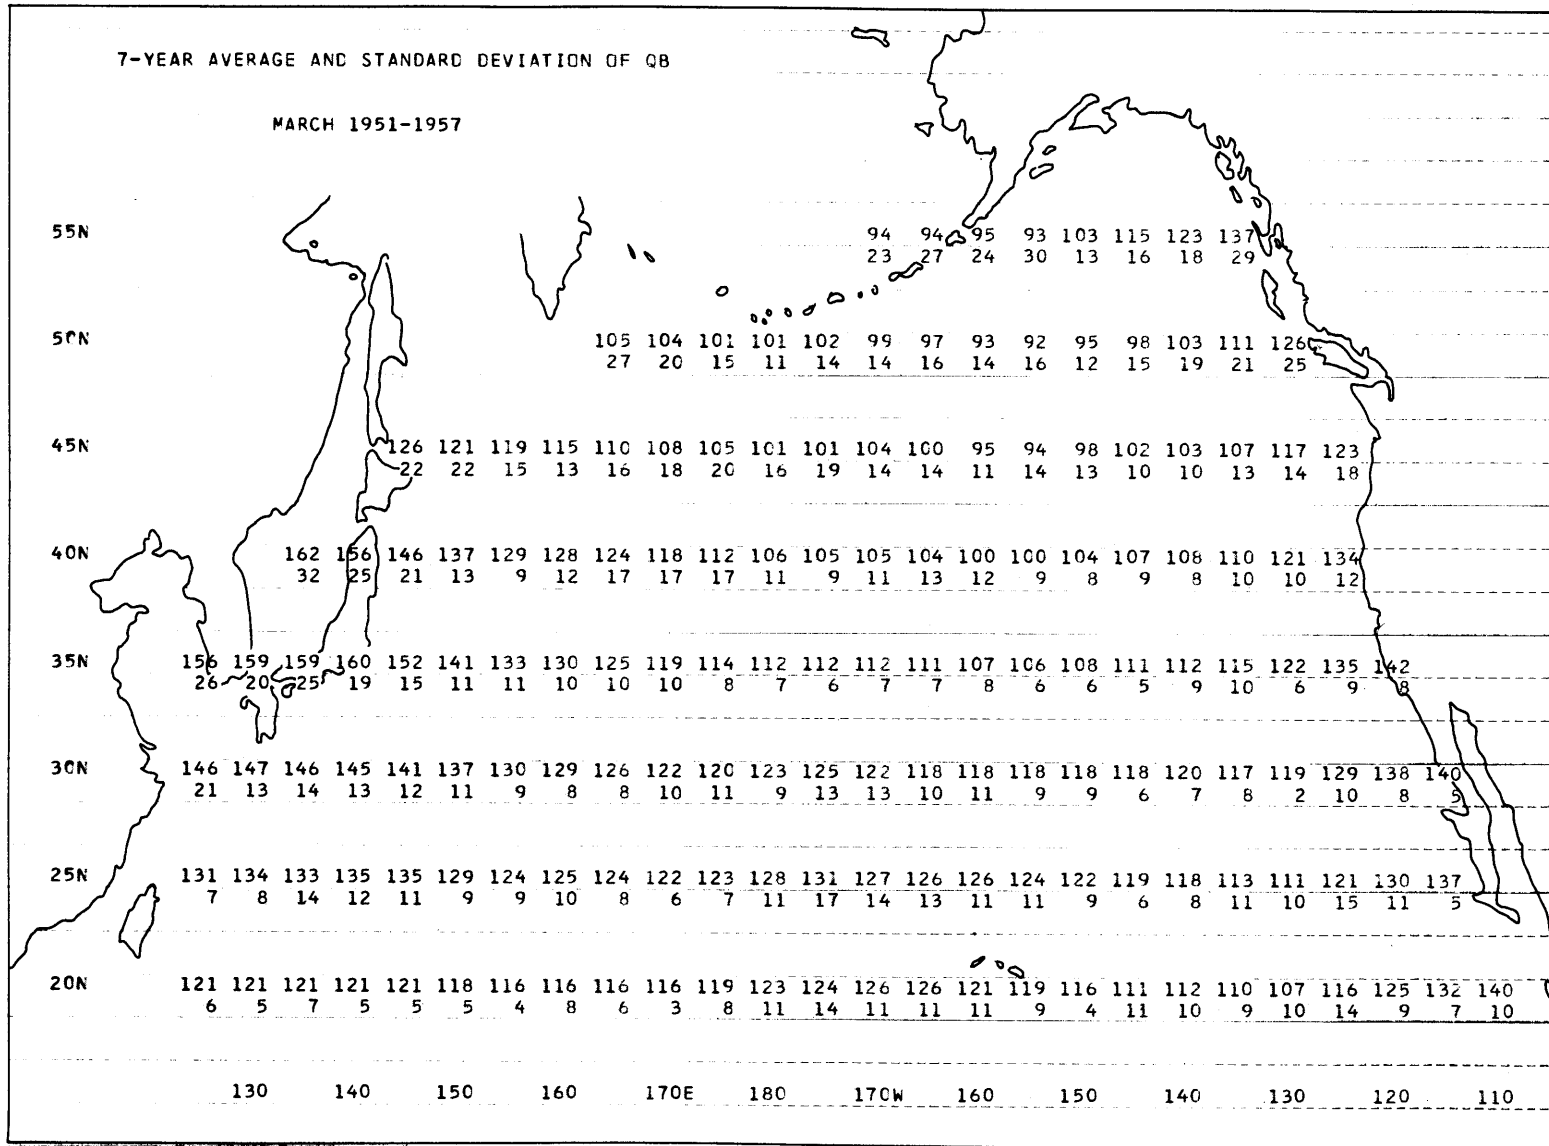 7-YEAR AVERAGE AND STANDARD DEVIATION OF QB
MARCH 1951-1957
55N 94 94 95 93 103 115 123 137
23 27 24 30 13 16 18 29
50N 105 104 101 101 102 99 97 93 92 95 98 103 111 126
27 20 15 11 14 14 16 14 16 12 15 19 21 25
45N 126 121 119 115 110 108 105 101 101 104 100 95 94 98 102 103 107 117 123
22 22 15 13 16 18 20 16 19 14 14 11 14 13 10 10 13 14 18
40N 162 156 146 137 129 128 124 118 112 106 105 105 104 100 100 104 107 108 110 121 134
32 25 21 13 9 12 17 17 17 11 9 11 13 12 9 8 9 8 10 10 12
35N 156 159 159 160 152 141 133 130 125 119 114 112 112 112 111 107 106 108 111 112 115 122 135 142
26 20 25 19 15 11 11 10 10 10 8 7 6 7 7 8 6 6 5 9 10 6 9 8
30N 146 147 146 145 141 137 130 129 126 122 120 123 125 122 118 118 118 118 118 120 117 119 129 138 140
21 13 14 13 12 11 9 8 8 10 11 9 13 13 10 11 9 9 6 7 8 2 10 8 5
25N 131 134 133 135 135 129 124 125 124 122 123 128 131 127 126 126 124 122 119 118 113 111 121 130 137
7 8 14 12 11 9 9 10 8 6 7 11 17 14 13 11 11 9 6 8 11 10 15 11 5
20N 121 121 121 121 121 118 116 116 116 116 119 123 124 126 126 121 119 116 111 112 110 107 116 125 132 140
6 5 7 5 5 5 4 8 6 3 8 11 14 11 11 11 9 4 11 10 9 10 14 9 7 10
130 140 150 160 170E 180 170W 160 150 140 130 120 110